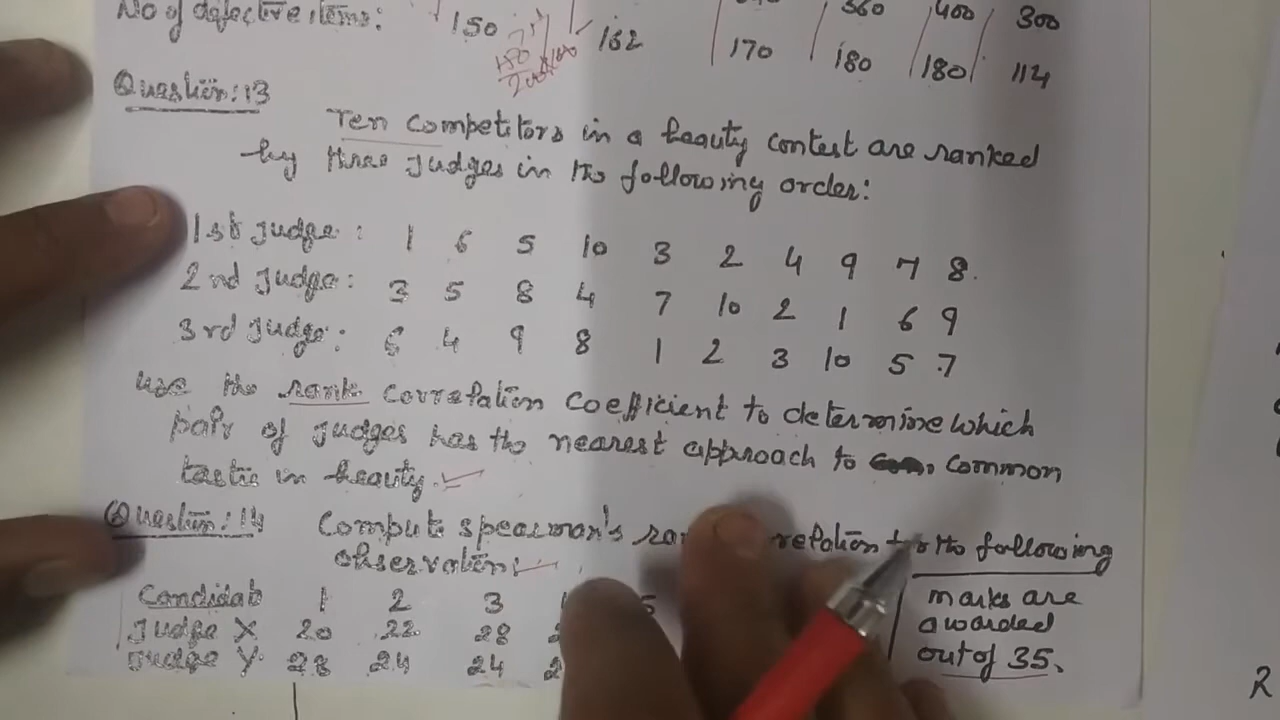 No of defective items: 150 162 170 180 180 114
360 400 300
150
Question: 13
Ten competitors in a beauty contest are ranked
by three judges in the following order:
1st judge: 1 6 5 10 3 2 4 9 7 8.
2nd judge: 3 5 8 4 7 10 2 1 6 9
3rd judge: 6 4 9 8 1 2 3 10 5 7
use the rank correlation coefficient to determine which
pair of judges has the nearest approach to common
taste in beauty.
Question: 14 Compute spearman's relation to the following
observation:
Candidate 1 2 3
Judge X 20 22 28
Judge Y 28 24 24
marks are
awarded
out of 35.
R